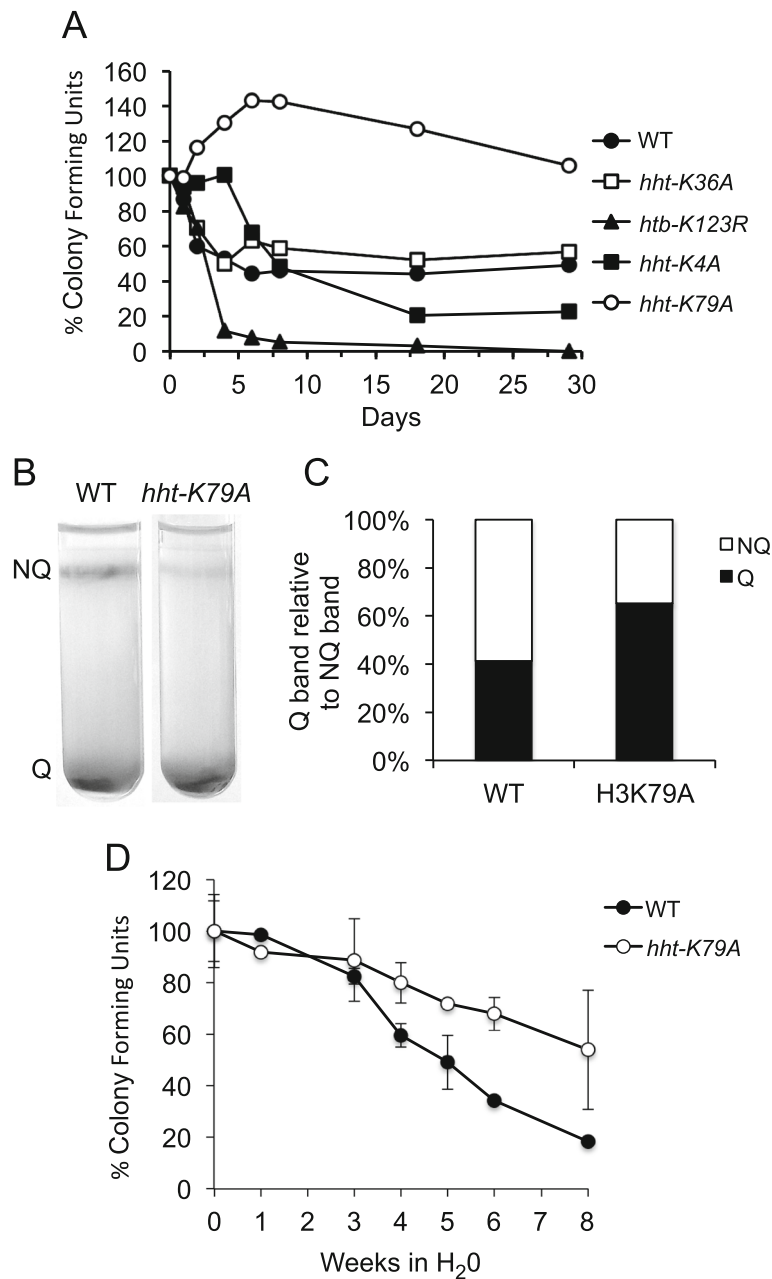 A
% Colony Forming Units
160
140
120
100
80
60
40
20
0
0 5 10 15 20 25 30
Days
WT
hht-K36A
htb-K123R
hht-K4A
hht-K79A
B
WT hht-K79A
NQ
Q
C
Q band relative
to NQ band
100%
80%
60%
40%
20%
0%
WT H3K79A
NQ
Q
D
% Colony Forming Units
120
100
80
60
40
20
0
0 1 2 3 4 5 6 7 8
Weeks in H₂0
WT
hht-K79A